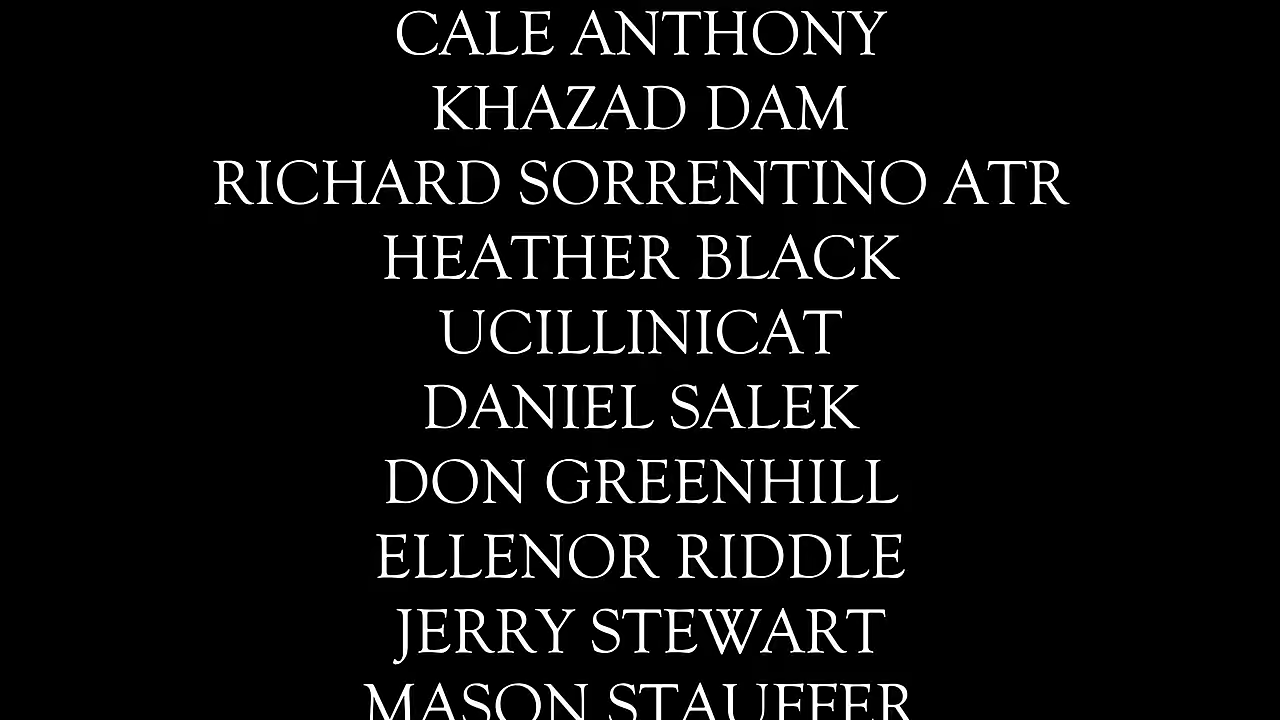 CALE ANTHONY
KHAZAD DAM
RICHARD SORRENTINO ATR
HEATHER BLACK
UCILLINICAT
DANIEL SALEK
DON GREENHILL
ELLENOR RIDDLE
JERRY STEWART
MASON STAUFFER